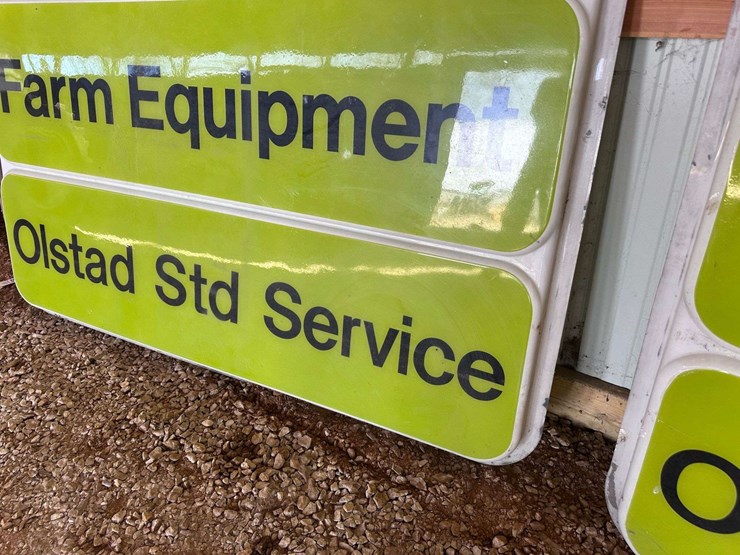 Farm Equipment
Olstad Std Service
O